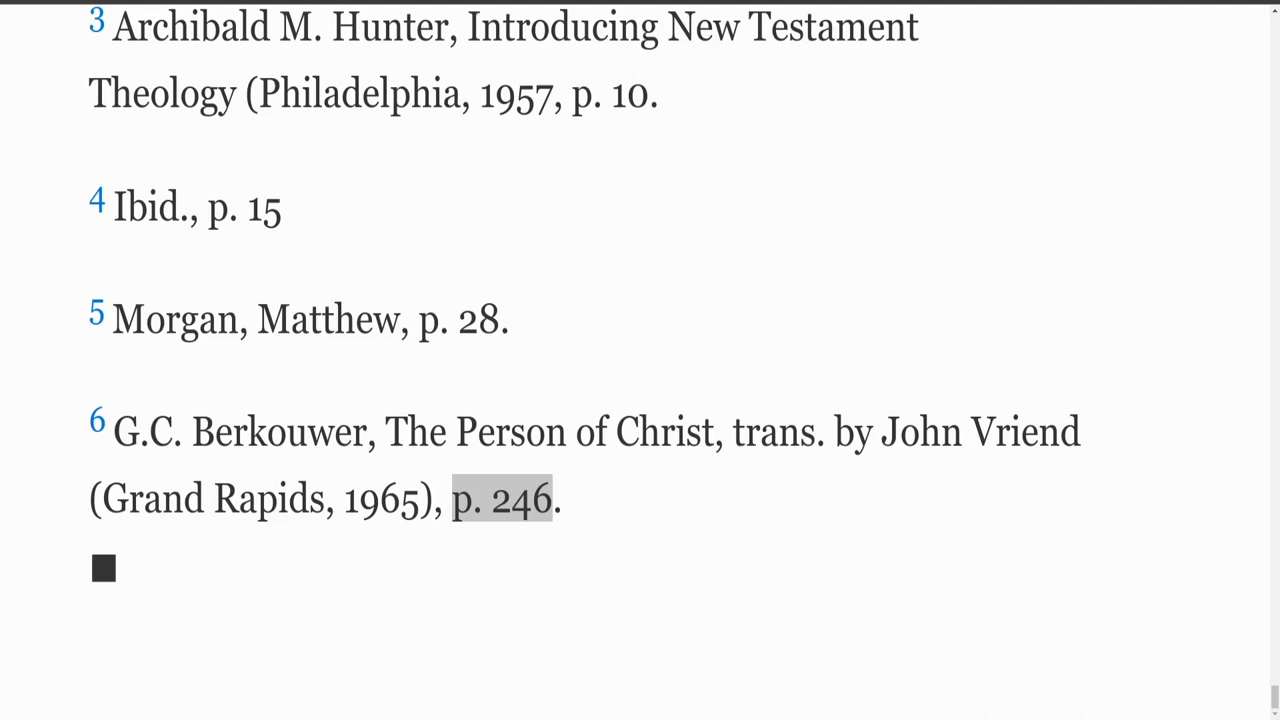 3 Archibald M. Hunter, Introducing New Testament
Theology (Philadelphia, 1957, p. 10.
4 Ibid., p. 15
5 Morgan, Matthew, p. 28.
6 G.C. Berkouwer, The Person of Christ, trans. by John Vriend
(Grand Rapids, 1965), p. 246.